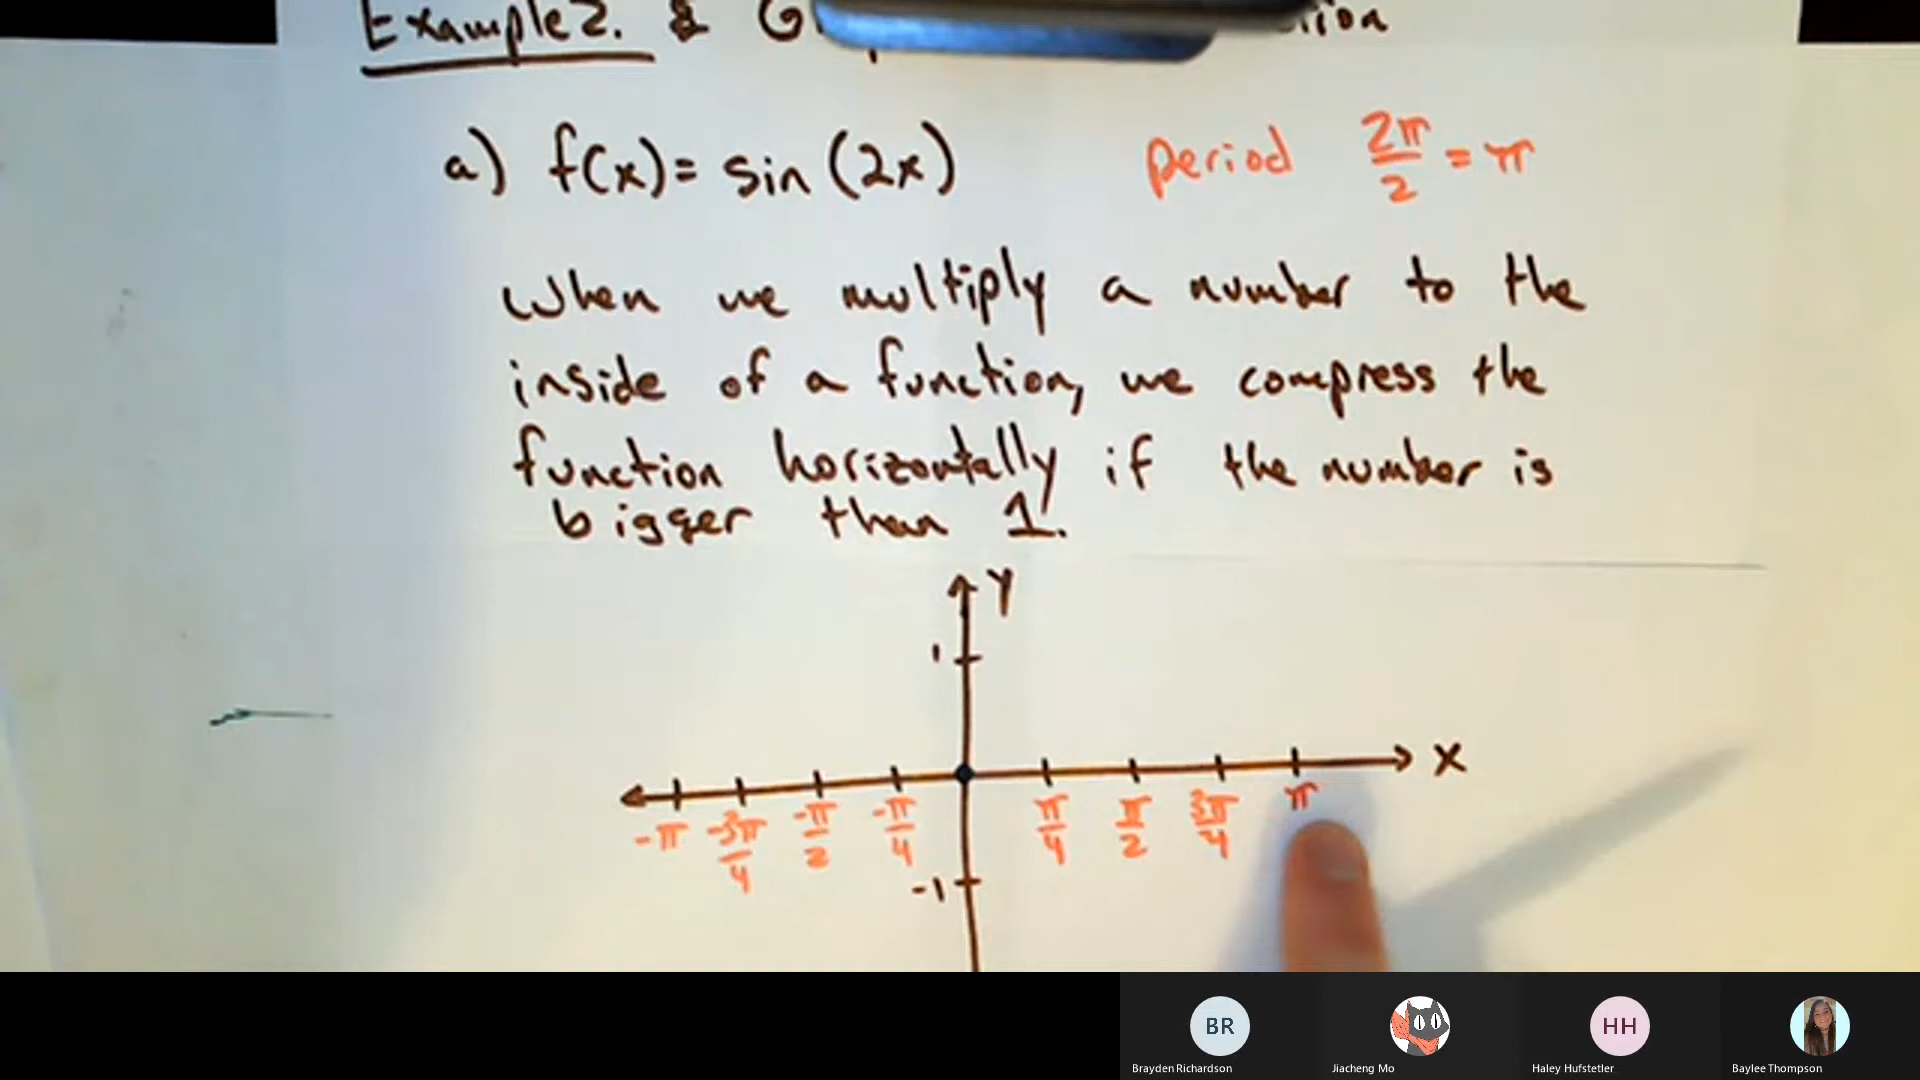 Example 2. & G
a) f(x) = sin (2x) period 2π/2 = π
When we multiply a number to the
inside of a function, we compress the
function horizontally if the number is
bigger than 1.
Y
1
X
-π -3π/4 -π/2 -π/4 π/4 π/2 3π/4 π
-1
BR HH
Brayden Richardson Jiacheng Mo Haley Hufstetler Baylee Thompson